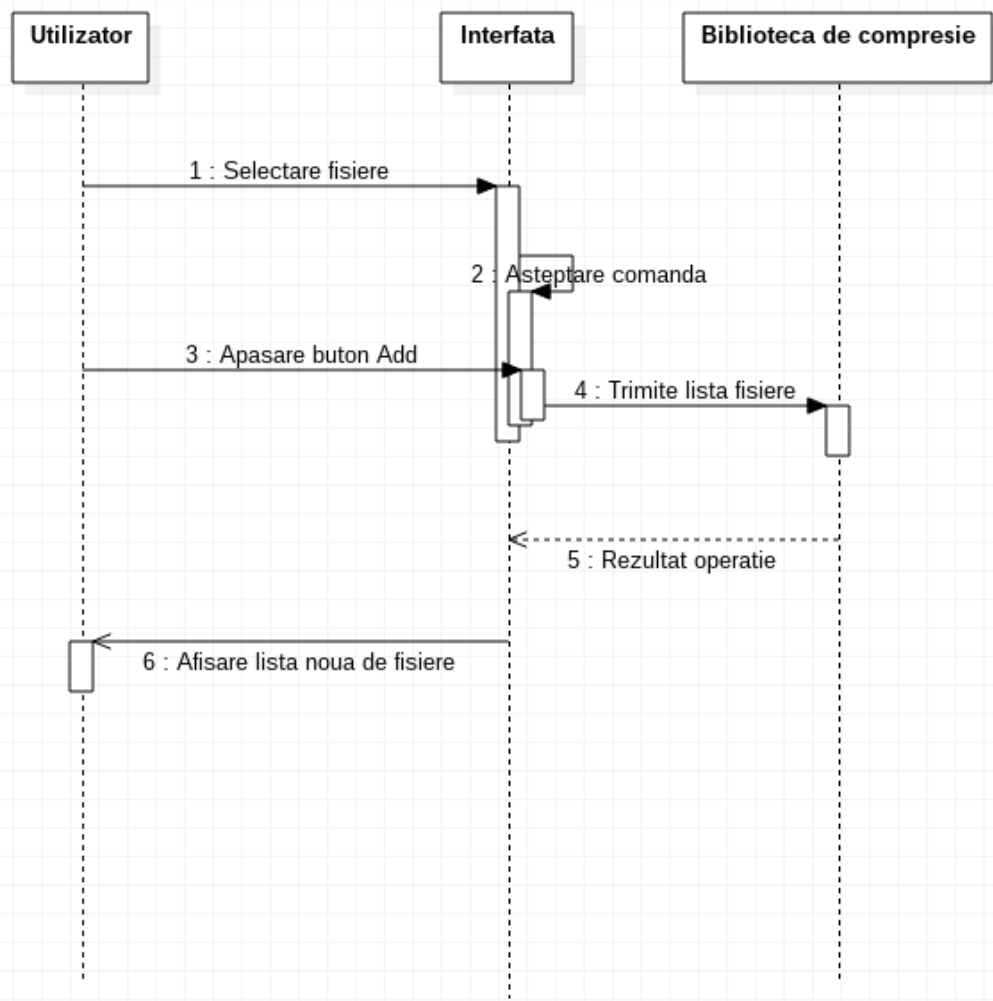 Utilizator
Interfata
Biblioteca de compresie
1 : Selectare fisiere
2 : Asteptare comanda
3 : Apasare buton Add
4 : Trimite lista fisiere
5 : Rezultat operatie
6 : Afisare lista noua de fisiere